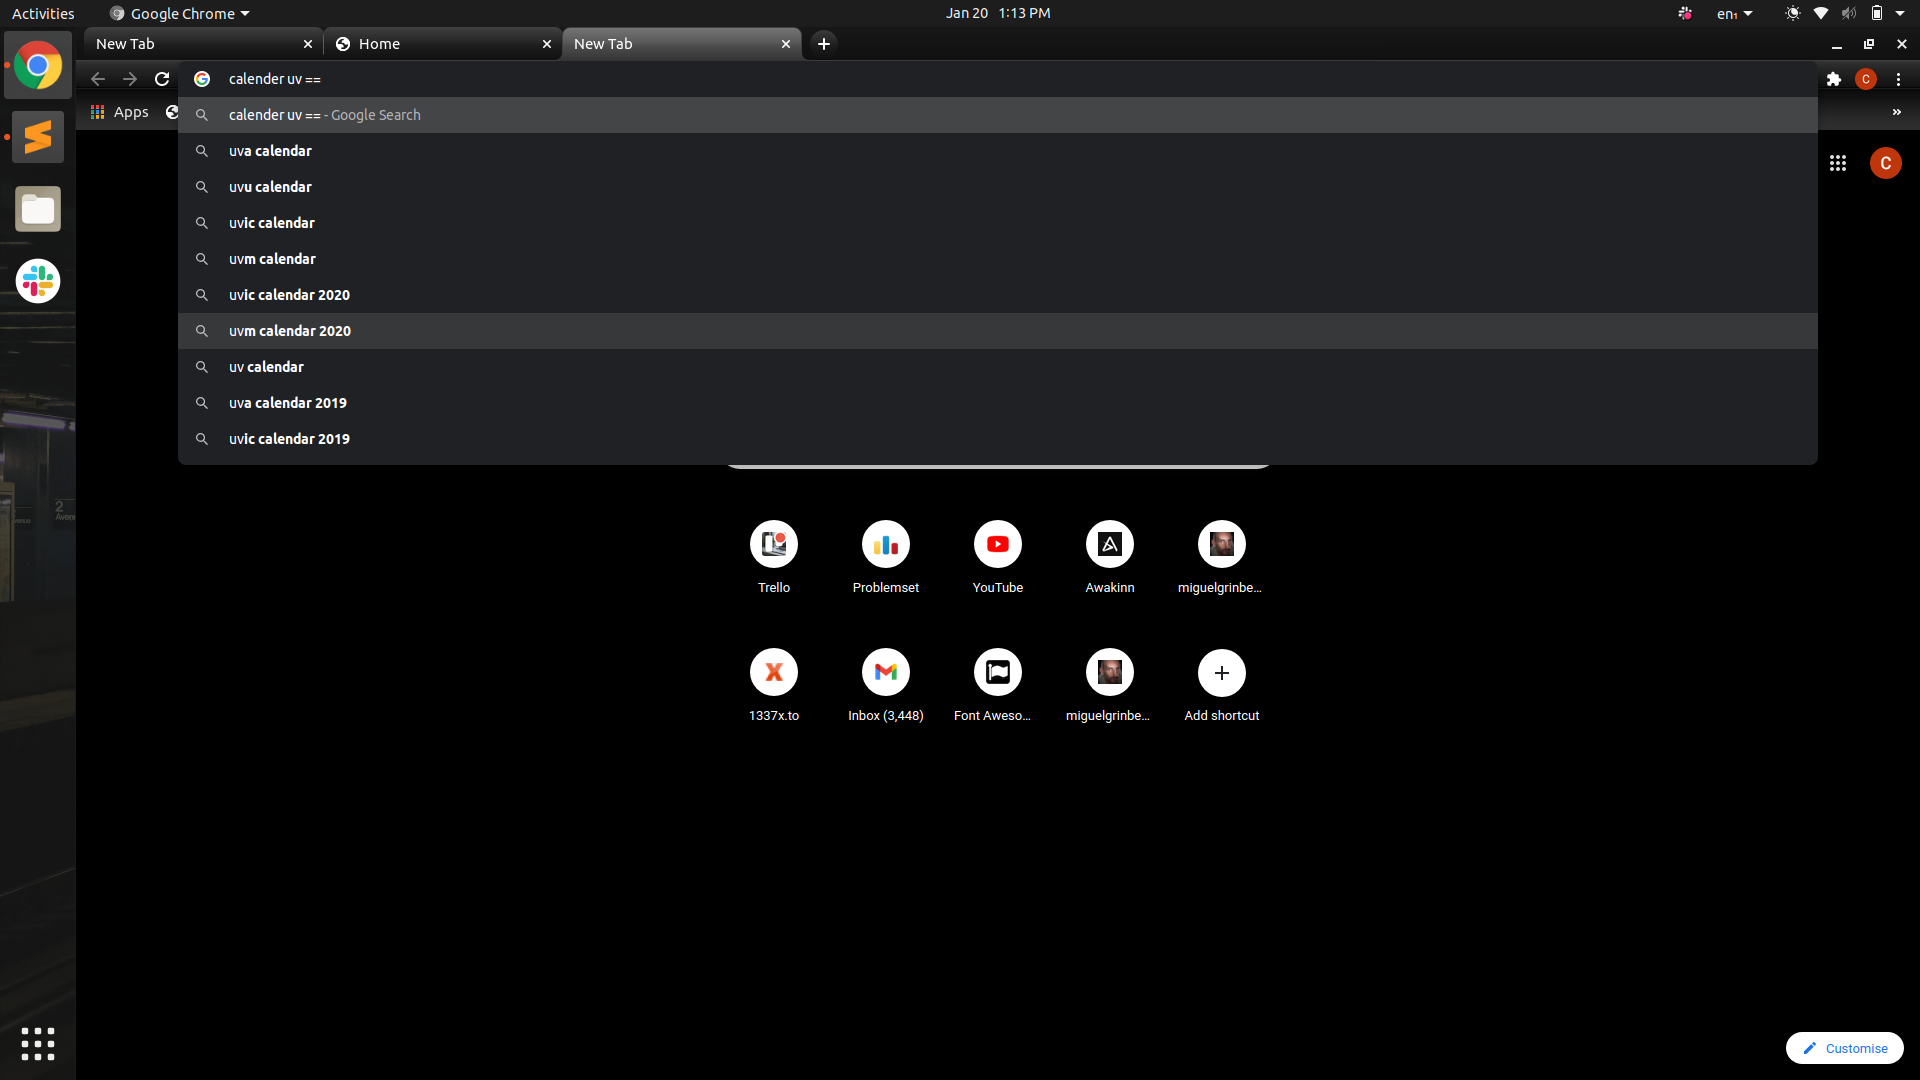 Activities
Google Chrome
Jan 20 1:13 PM
en₁
New Tab
Home
New Tab
calender uv ==
C
Apps
calender uv == - Google Search
uva calendar
uvu calendar
uvic calendar
uvm calendar
uvic calendar 2020
uvm calendar 2020
uv calendar
uva calendar 2019
uvic calendar 2019
C
2
Trello
Problemset
YouTube
Awakinn
miguelgrinbe...
1337x.to
Inbox (3,448)
Font Aweso...
miguelgrinbe...
Add shortcut
Customise